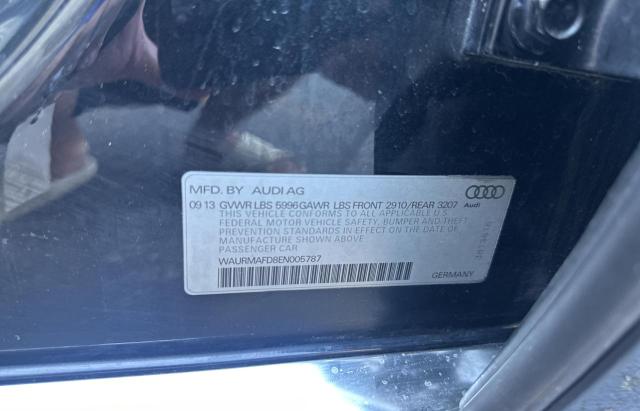 MFD. BY AUDI AG
09 13 GVWR LBS 5996 GAWR LBS FRONT 2910/REAR 3207 Audi
THIS VEHICLE CONFORMS TO ALL APPLICABLE U.S.
FEDERAL MOTOR VEHICLE SAFETY, BUMPER AND THEFT
PREVENTION STANDARDS IN EFFECT ON THE DATE OF
MANUFACTURE SHOWN ABOVE
PASSENGER CAR
WAURMAFD8EN005787
GERMANY